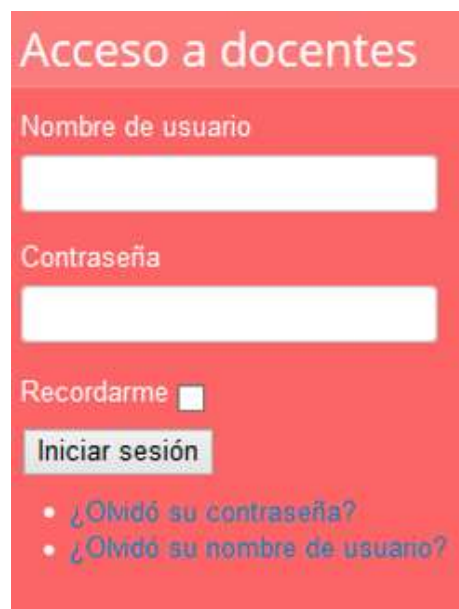 Acceso a docentes
Nombre de usuario
Contraseña
Recordarme
Iniciar sesión
¿Olvidó su contraseña?
¿Olvidó su nombre de usuario?